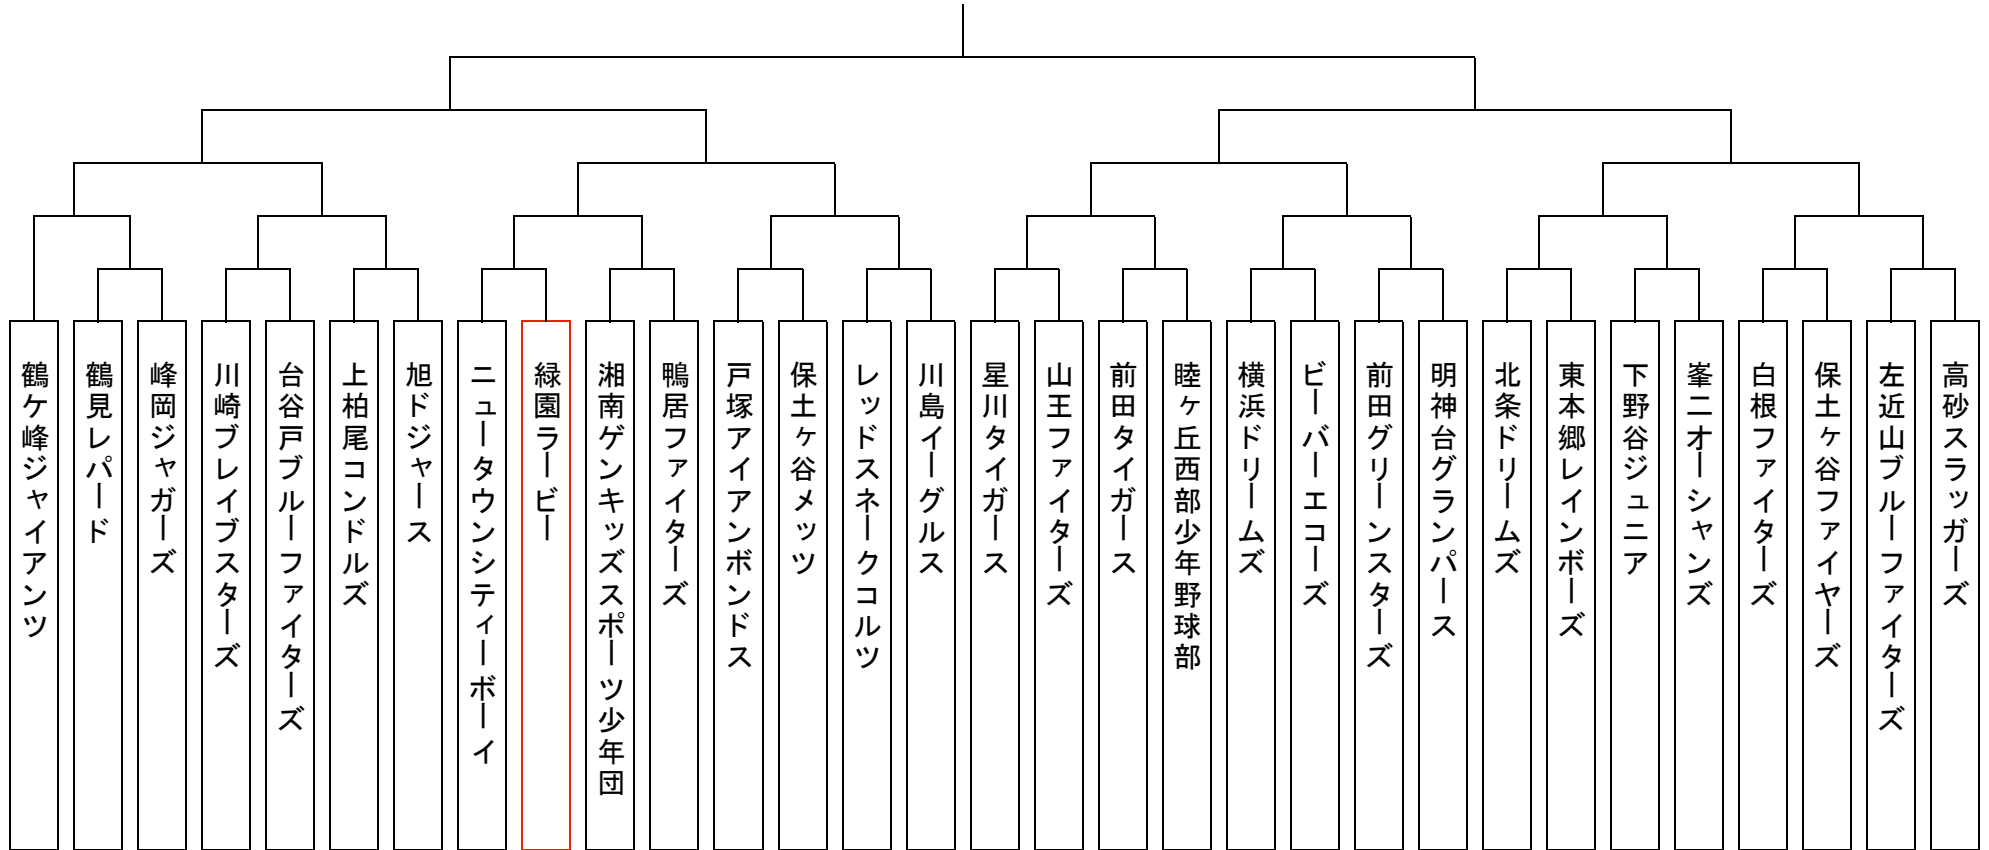 鶴ケ峰ジャイアンツ
鶴見レパード
峰岡ジャガーズ
川崎ブレイブスターズ
台谷戸ブルーファイターズ
上柏尾コンドルズ
旭ドジャース
ニュータウンシティーボーイ
緑園ラービー
湘南ゲンキッズスポーツ少年団
鴨居ファイターズ
戸塚アイアンボンドス
保土ヶ谷メッツ
レッドスネークコルツ
川島イーグルス
星川タイガース
山王ファイターズ
前田タイガース
睦ヶ丘西部少年野球部
横浜ドリームズ
ビーバーエコーズ
前田グリーンスターズ
明神台グランパース
北条ドリームズ
東本郷レインボーズ
下野谷ジュニア
峯二オーシャンズ
白根ファイターズ
保土ヶ谷ファイヤーズ
左近山ブルーファイターズ
高砂スラッガーズ